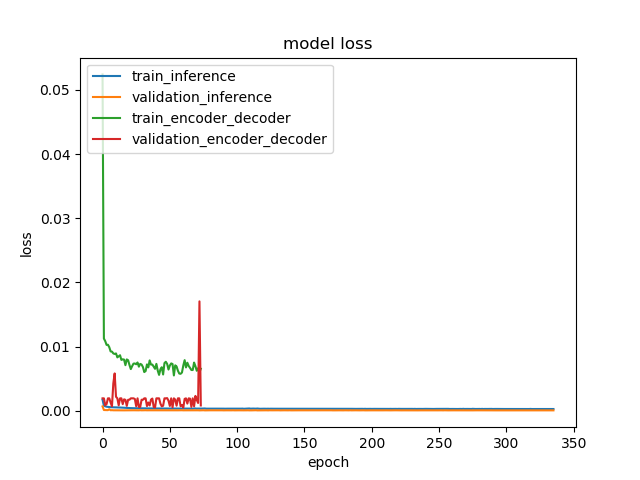 model loss
train_inference
validation_inference
train_encoder_decoder
validation_encoder_decoder
0.05
0.04
0.03
0.02
0.01
0.00
loss
0 50 100 150 200 250 300 350
epoch